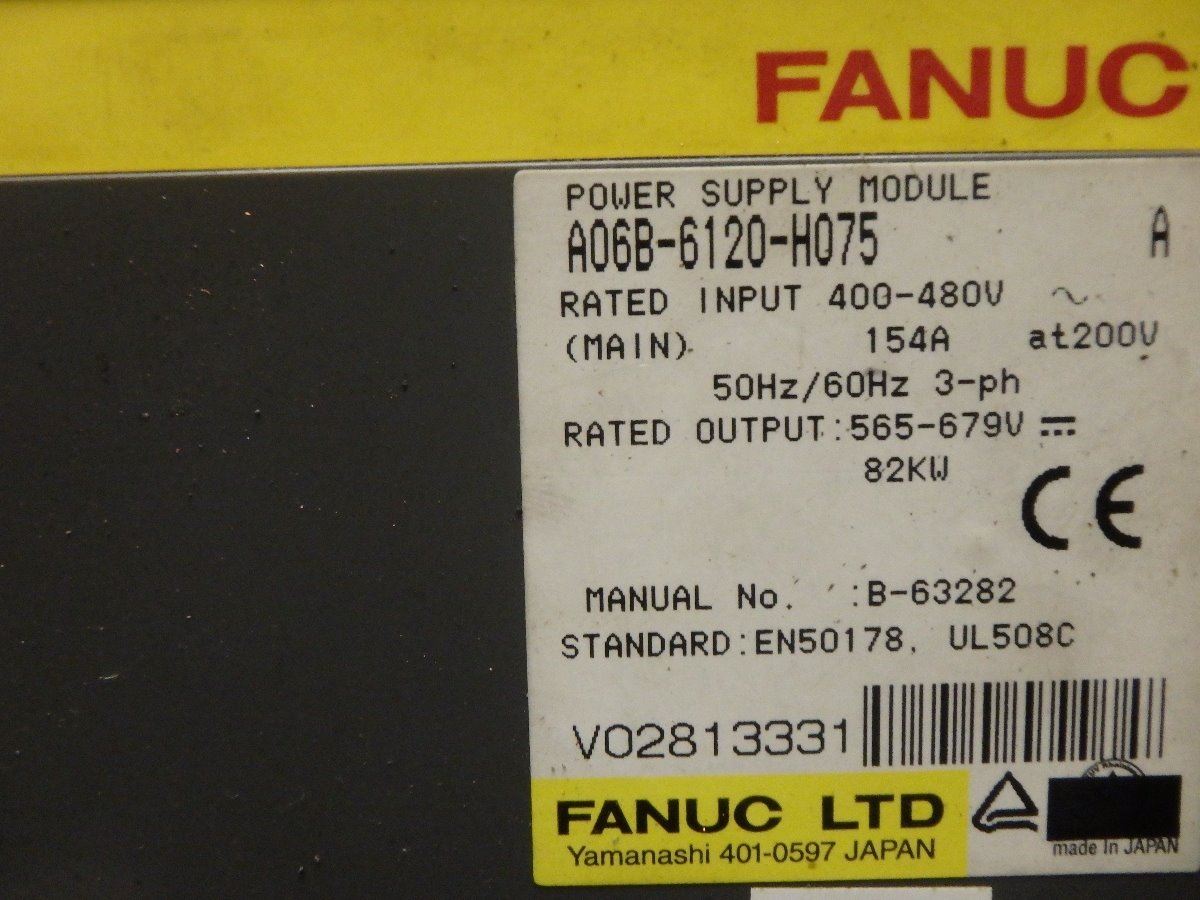 FANUC
POWER SUPPLY MODULE
A06B-6120-H075 A
RATED INPUT 400-480V ~
(MAIN) 154A at200V
50Hz/60Hz 3-ph
RATED OUTPUT:565-679V ⎓
82KW
CE
MANUAL No. :B-63282
STANDARD:EN50178, UL508C
V02813331
FANUC LTD
Yamanashi 401-0597 JAPAN
made In JAPAN